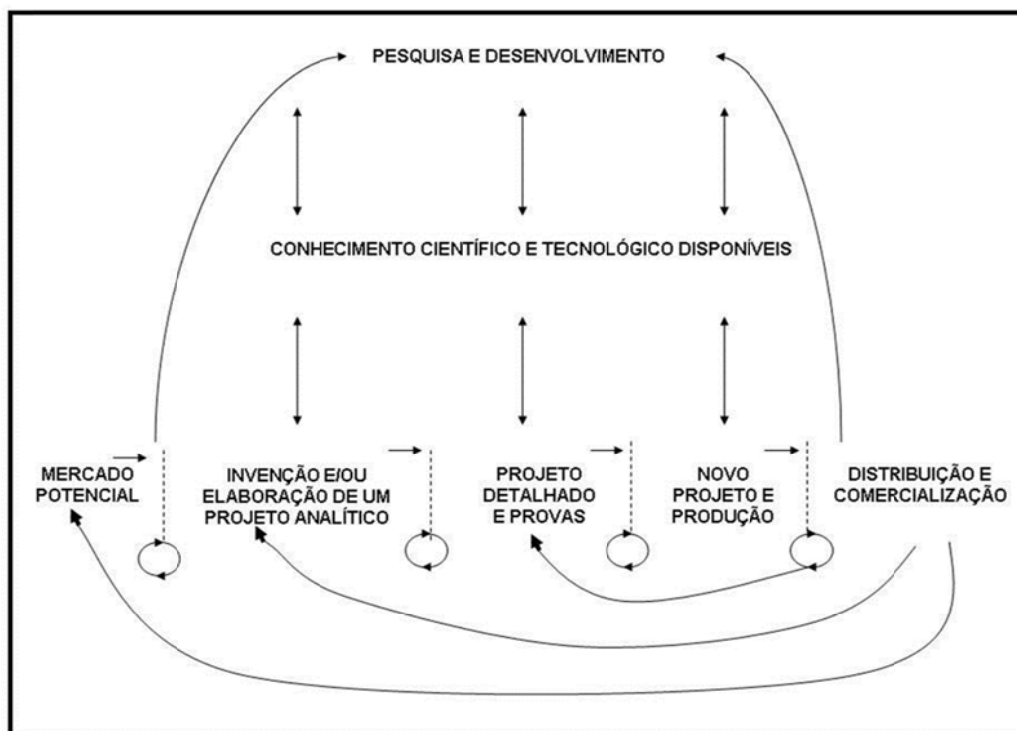 PESQUISA E DESENVOLVIMENTO
CONHECIMENTO CIENTÍFICO E TECNOLÓGICO DISPONÍVEIS
MERCADO
POTENCIAL
INVENÇÃO E/OU
ELABORAÇÃO DE UM
PROJETO ANALÍTICO
PROJETO
DETALHADO
E PROVAS
NOVO
PROJETO E
PRODUÇÃO
DISTRIBUIÇÃO E
COMERCIALIZAÇÃO